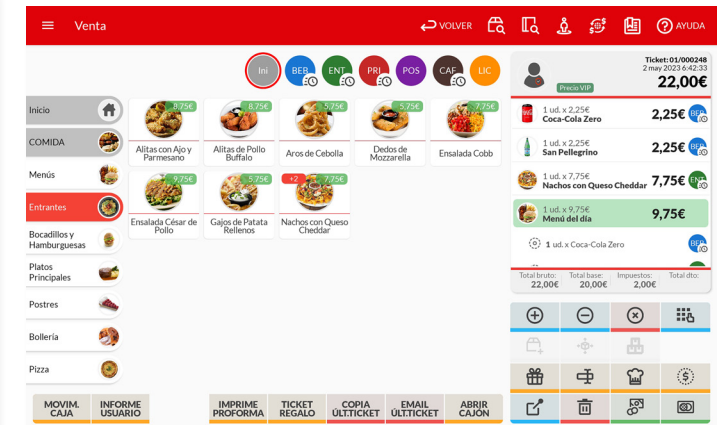 Venta
VOLVER
AYUDA
Ini
BEB
ENT
PRI
POS
CAF
LIC
Inicio
COMIDA
Menús
Entrantes
Bocadillos y
Hamburguesas
Platos
Principales
Postres
Bollería
Pizza
8,75€
Alitas con Ajo y
Parmesano
8,75€
Alitas de Pollo
Buffalo
5,75€
Aros de Cebolla
5,75€
Dedos de
Mozzarella
7,75€
Ensalada Cobb
9,75€
Ensalada César de
Pollo
5,75€
Gajos de Patata
Rellenos
+2
7,75€
Nachos con Queso
Cheddar
Precio VIP
Ticket: 01/000248
2 may 2023 6:42:33
22,00€
1 ud. x 2,25€
Coca-Cola Zero
2,25€
BEB
1 ud. x 2,25€
San Pellegrino
2,25€
BEB
1 ud. x 7,75€
Nachos con Queso Cheddar
7,75€
ENT
1 ud. x 9,75€
Menú del día
9,75€
1 ud. x Coca-Cola Zero
BEB
Total bruto: Total base: Impuestos: Total dto:
22,00€ 20,00€ 2,00€
MOVIM.
CAJA
INFORME
USUARIO
IMPRIME
PROFORMA
TICKET
REGALO
COPIA
ÚLT.TICKET
EMAIL
ÚLT.TICKET
ABRIR
CAJÓN